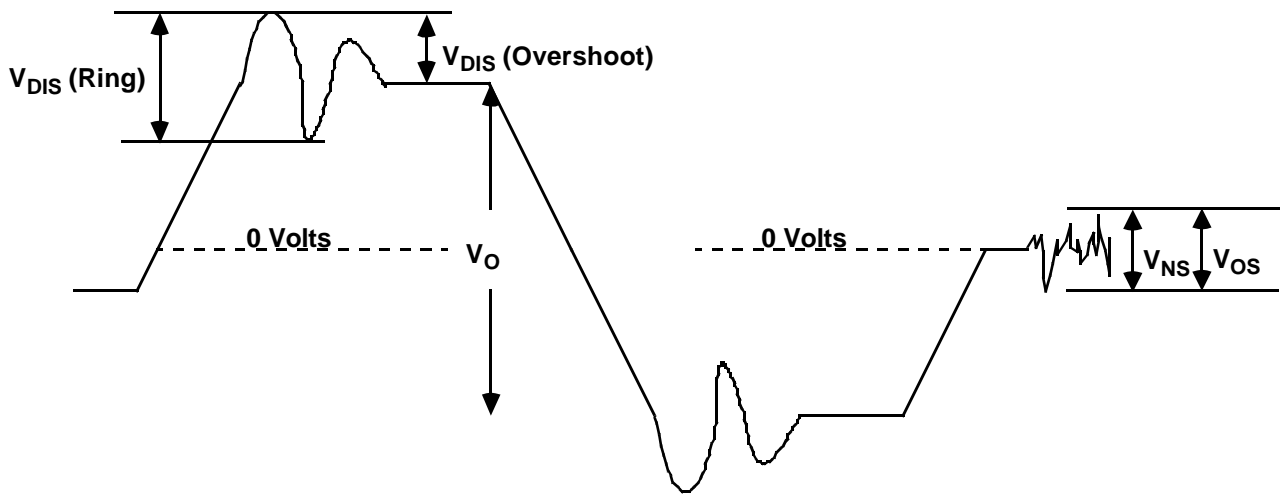 V_DIS (Overshoot)
V_DIS (Ring)
0 Volts
0 Volts
V_O
V_NS
V_OS